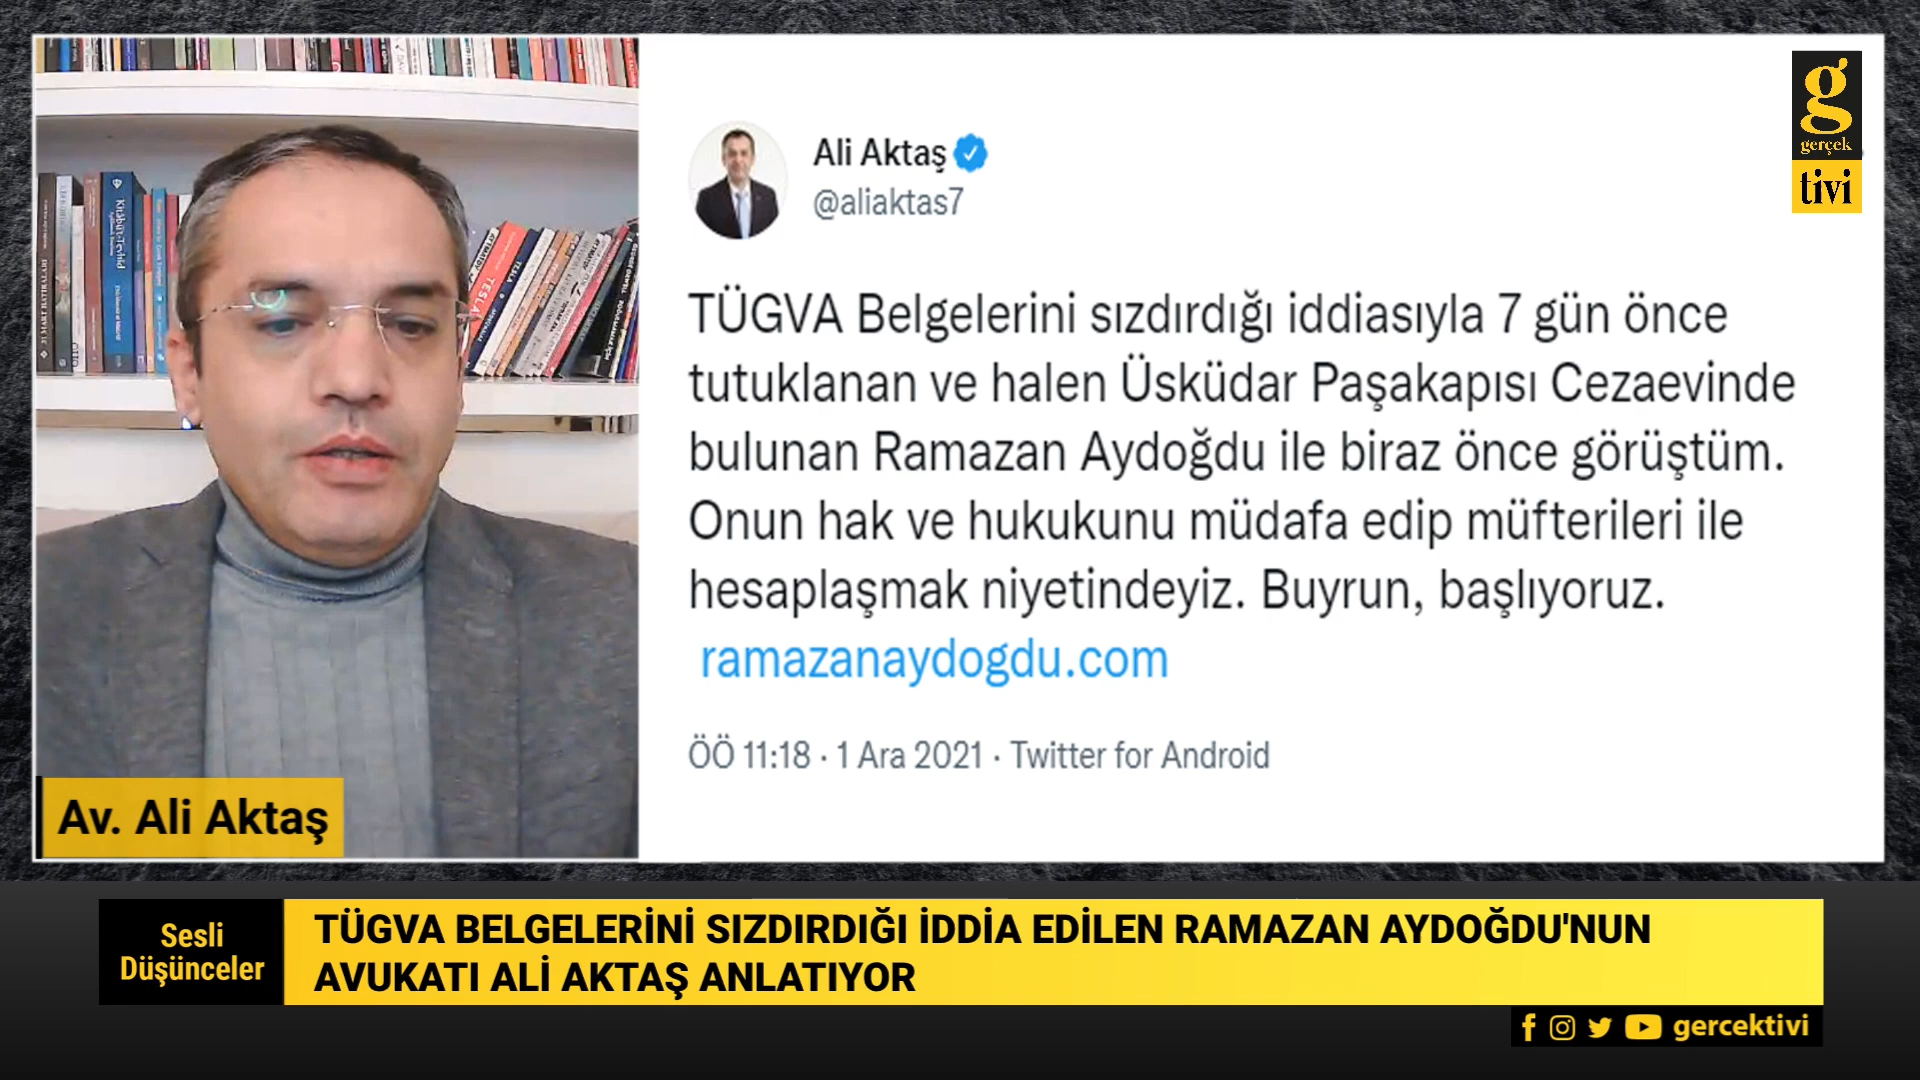 g
gerçek
tivi
Kitâbü't-Tevhîd
TESLA
Ali Aktaş
@aliaktas7
TÜGVA Belgelerini sızdırdığı iddiasıyla 7 gün önce
tutuklanan ve halen Üsküdar Paşakapısı Cezaevinde
bulunan Ramazan Aydoğdu ile biraz önce görüştüm.
Onun hak ve hukukunu müdafa edip müfterileri ile
hesaplaşmak niyetindeyiz. Buyrun, başlıyoruz.
ramazanaydogdu.com
ÖÖ 11:18 · 1 Ara 2021 · Twitter for Android
Av. Ali Aktaş
Sesli
Düşünceler
TÜGVA BELGELERİNİ SIZDIRDIĞI İDDİA EDİLEN RAMAZAN AYDOĞDU'NUN
AVUKATI ALİ AKTAŞ ANLATIYOR
gercektivi